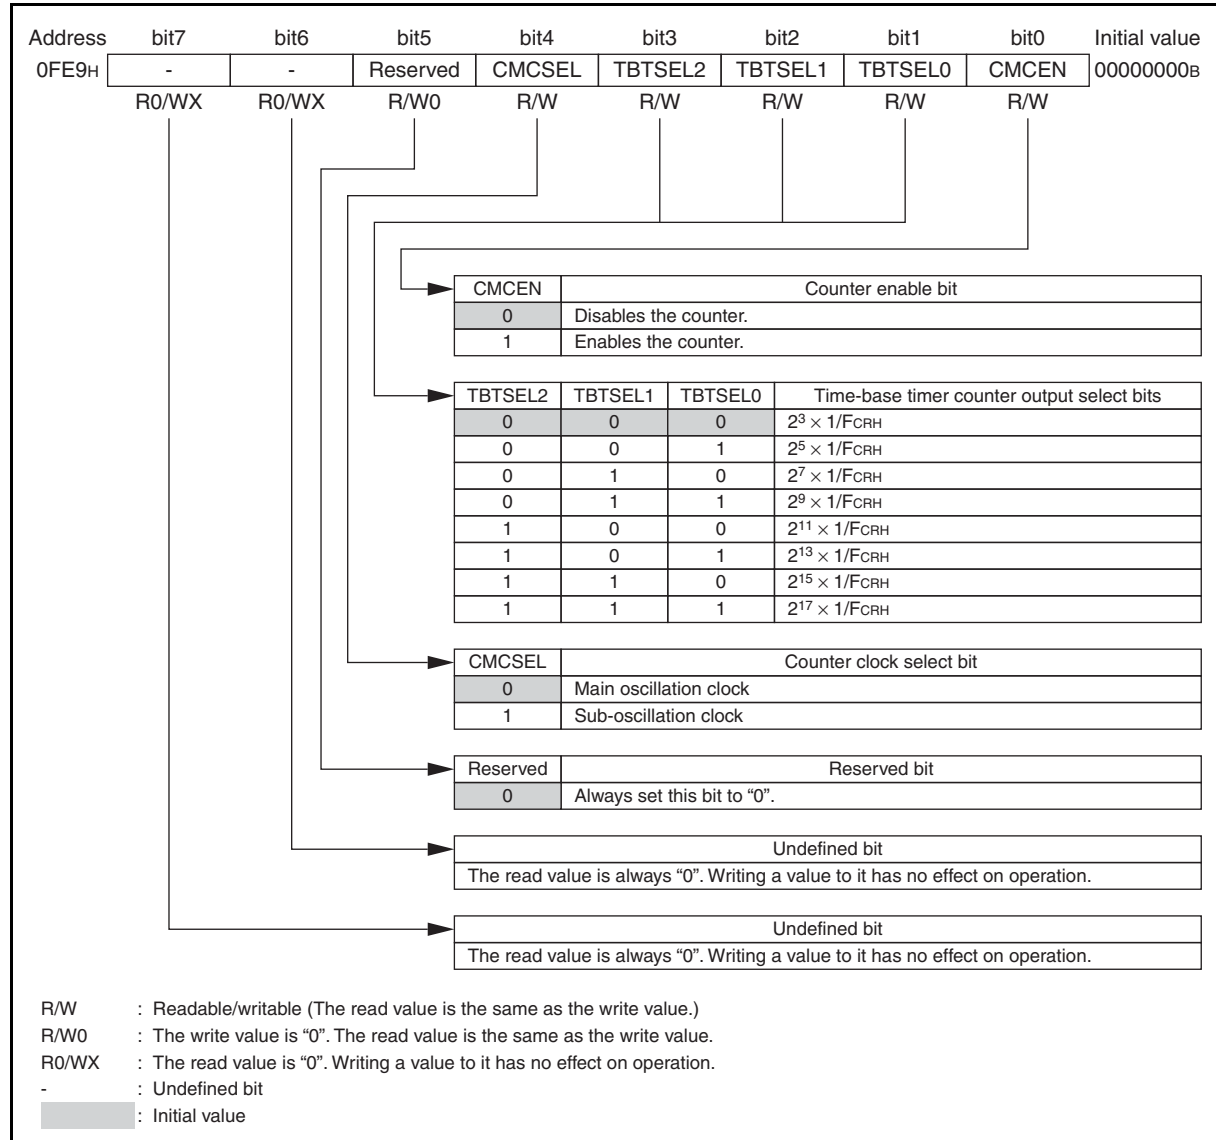 Address bit7 bit6 bit5 bit4 bit3 bit2 bit1 bit0 Initial value
0FE9H - - Reserved CMCSEL TBTSEL2 TBTSEL1 TBTSEL0 CMCEN 00000000B
R0/WX R0/WX R/W0 R/W R/W R/W R/W R/W
CMCEN Counter enable bit
0 Disables the counter.
1 Enables the counter.
TBTSEL2 TBTSEL1 TBTSEL0 Time-base timer counter output select bits
0 0 0 2³ × 1/FCRH
0 0 1 2⁵ × 1/FCRH
0 1 0 2⁷ × 1/FCRH
0 1 1 2⁹ × 1/FCRH
1 0 0 2¹¹ × 1/FCRH
1 0 1 2¹³ × 1/FCRH
1 1 0 2¹⁵ × 1/FCRH
1 1 1 2¹⁷ × 1/FCRH
CMCSEL Counter clock select bit
0 Main oscillation clock
1 Sub-oscillation clock
Reserved Reserved bit
0 Always set this bit to “0”.
Undefined bit
The read value is always “0”. Writing a value to it has no effect on operation.
Undefined bit
The read value is always “0”. Writing a value to it has no effect on operation.
R/W : Readable/writable (The read value is the same as the write value.)
R/W0 : The write value is “0”. The read value is the same as the write value.
R0/WX : The read value is “0”. Writing a value to it has no effect on operation.
- : Undefined bit
: Initial value